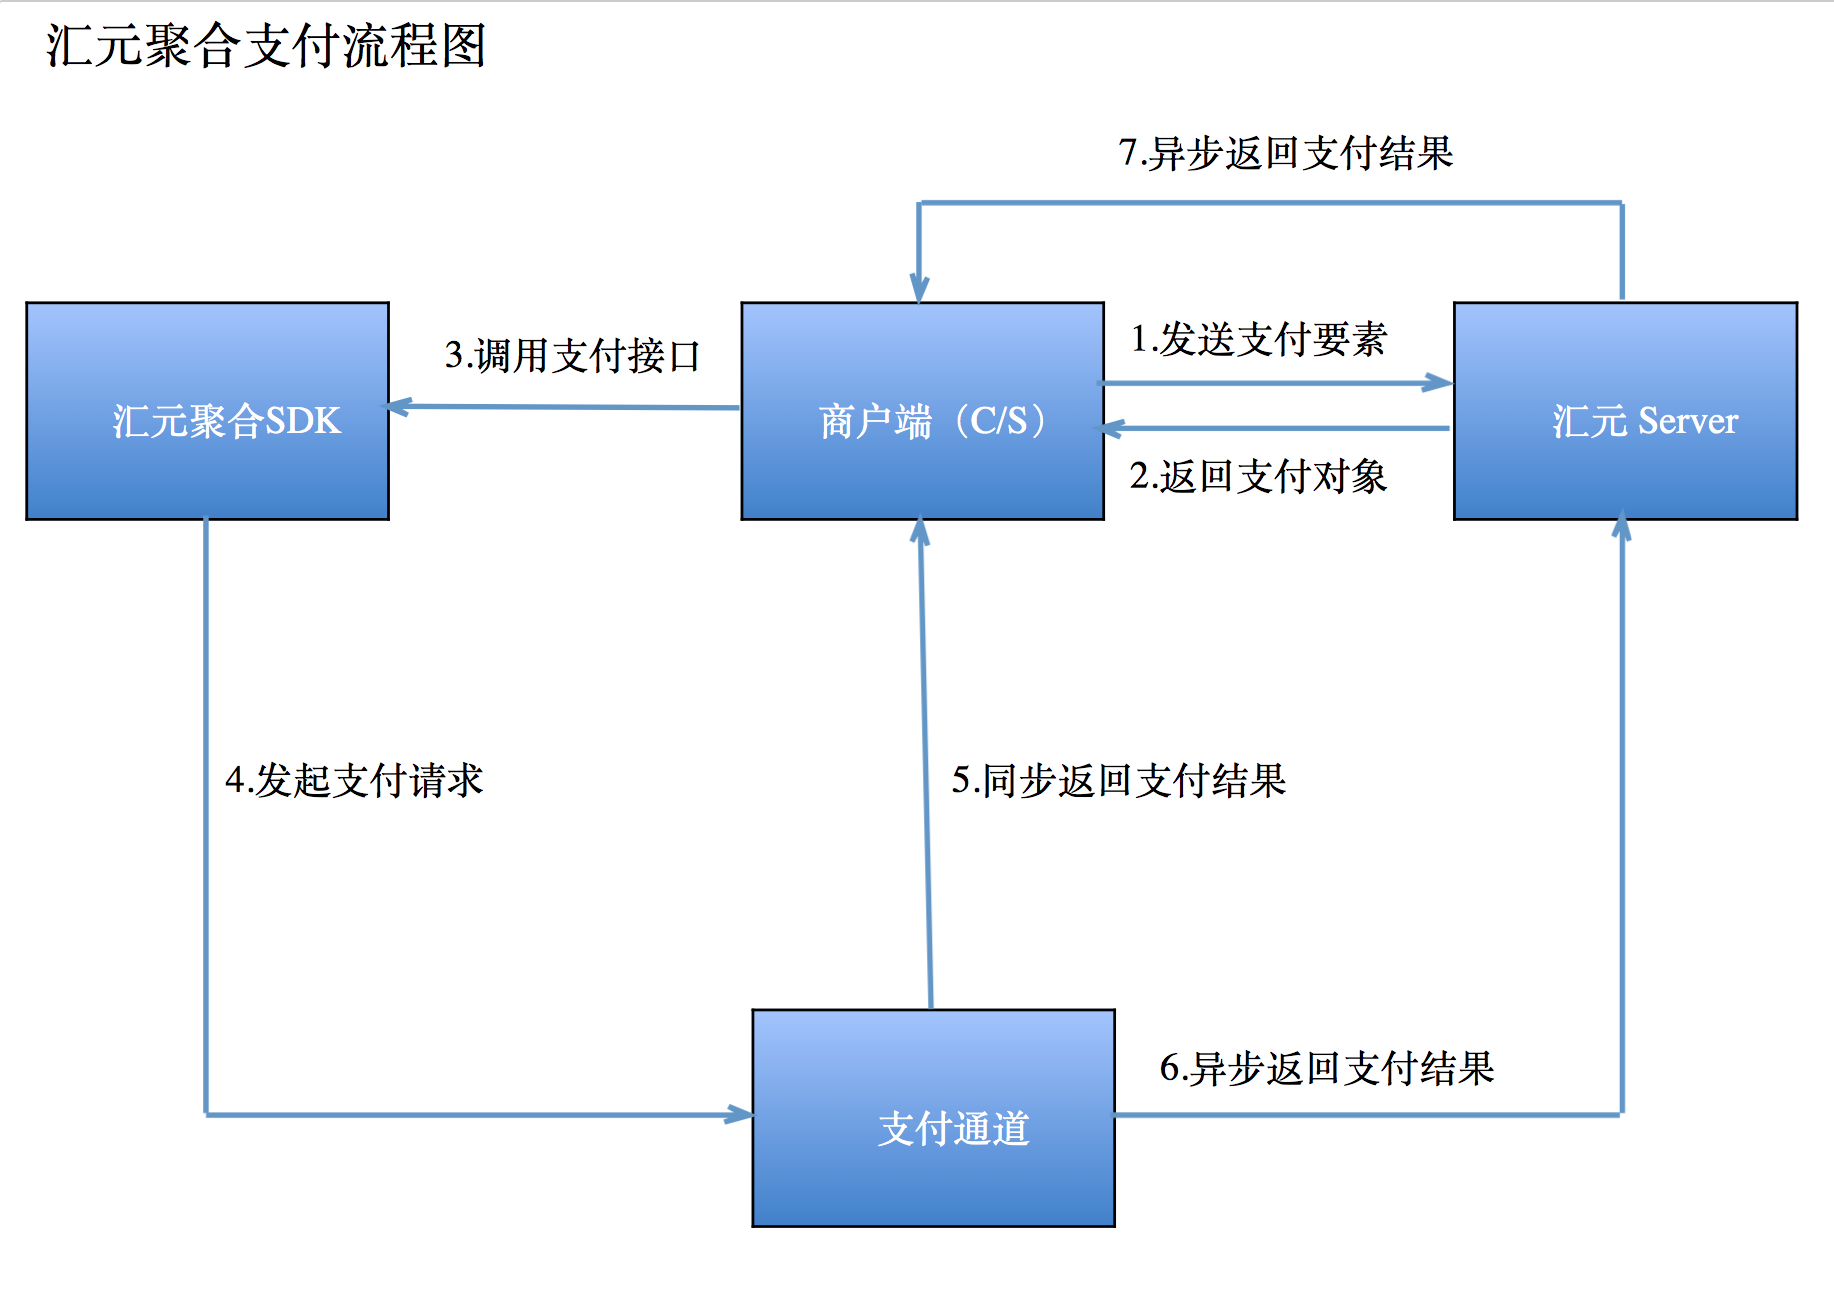 汇元聚合支付流程图
7.异步返回支付结果
1.发送支付要素
3.调用支付接口
汇元聚合SDK
商户端（C/S）
汇元 Server
2.返回支付对象
4.发起支付请求
5.同步返回支付结果
6.异步返回支付结果
支付通道